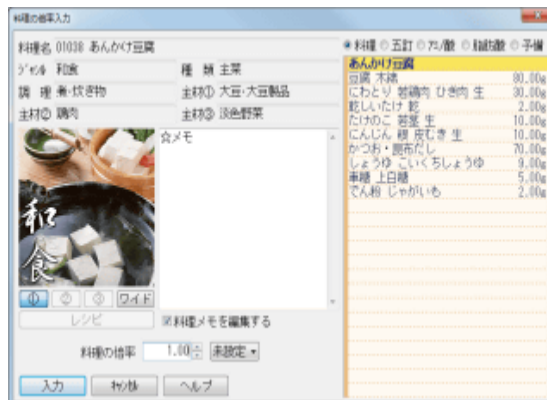 料理の倍率入力
料理名 01038 あんかけ豆腐
ジャンル 和食
種 類 主菜
調 理 煮・炊き物
主材① 大豆・大豆製品
主材② 鶏肉
主材③ 淡色野菜
☆メモ
和食
① ② ③ ワイド
レシピ
料理メモを編集する
料理の倍率 1.00 未設定
入力 ｷｬﾝｾﾙ ヘルプ
料理 五訂 ｱﾐﾉ酸 脂肪酸 予備
あんかけ豆腐
豆腐 木綿 80.00g
にわとり 若鶏肉 ひき肉 生 30.00g
乾しいたけ 乾 2.00g
たけのこ 若茎 生 10.00g
にんじん 根 皮むき 生 10.00g
かつお・昆布だし 70.00g
しょうゆ こいくちしょうゆ 9.00g
車糖 上白糖 5.00g
でん粉 じゃがいも 2.00g